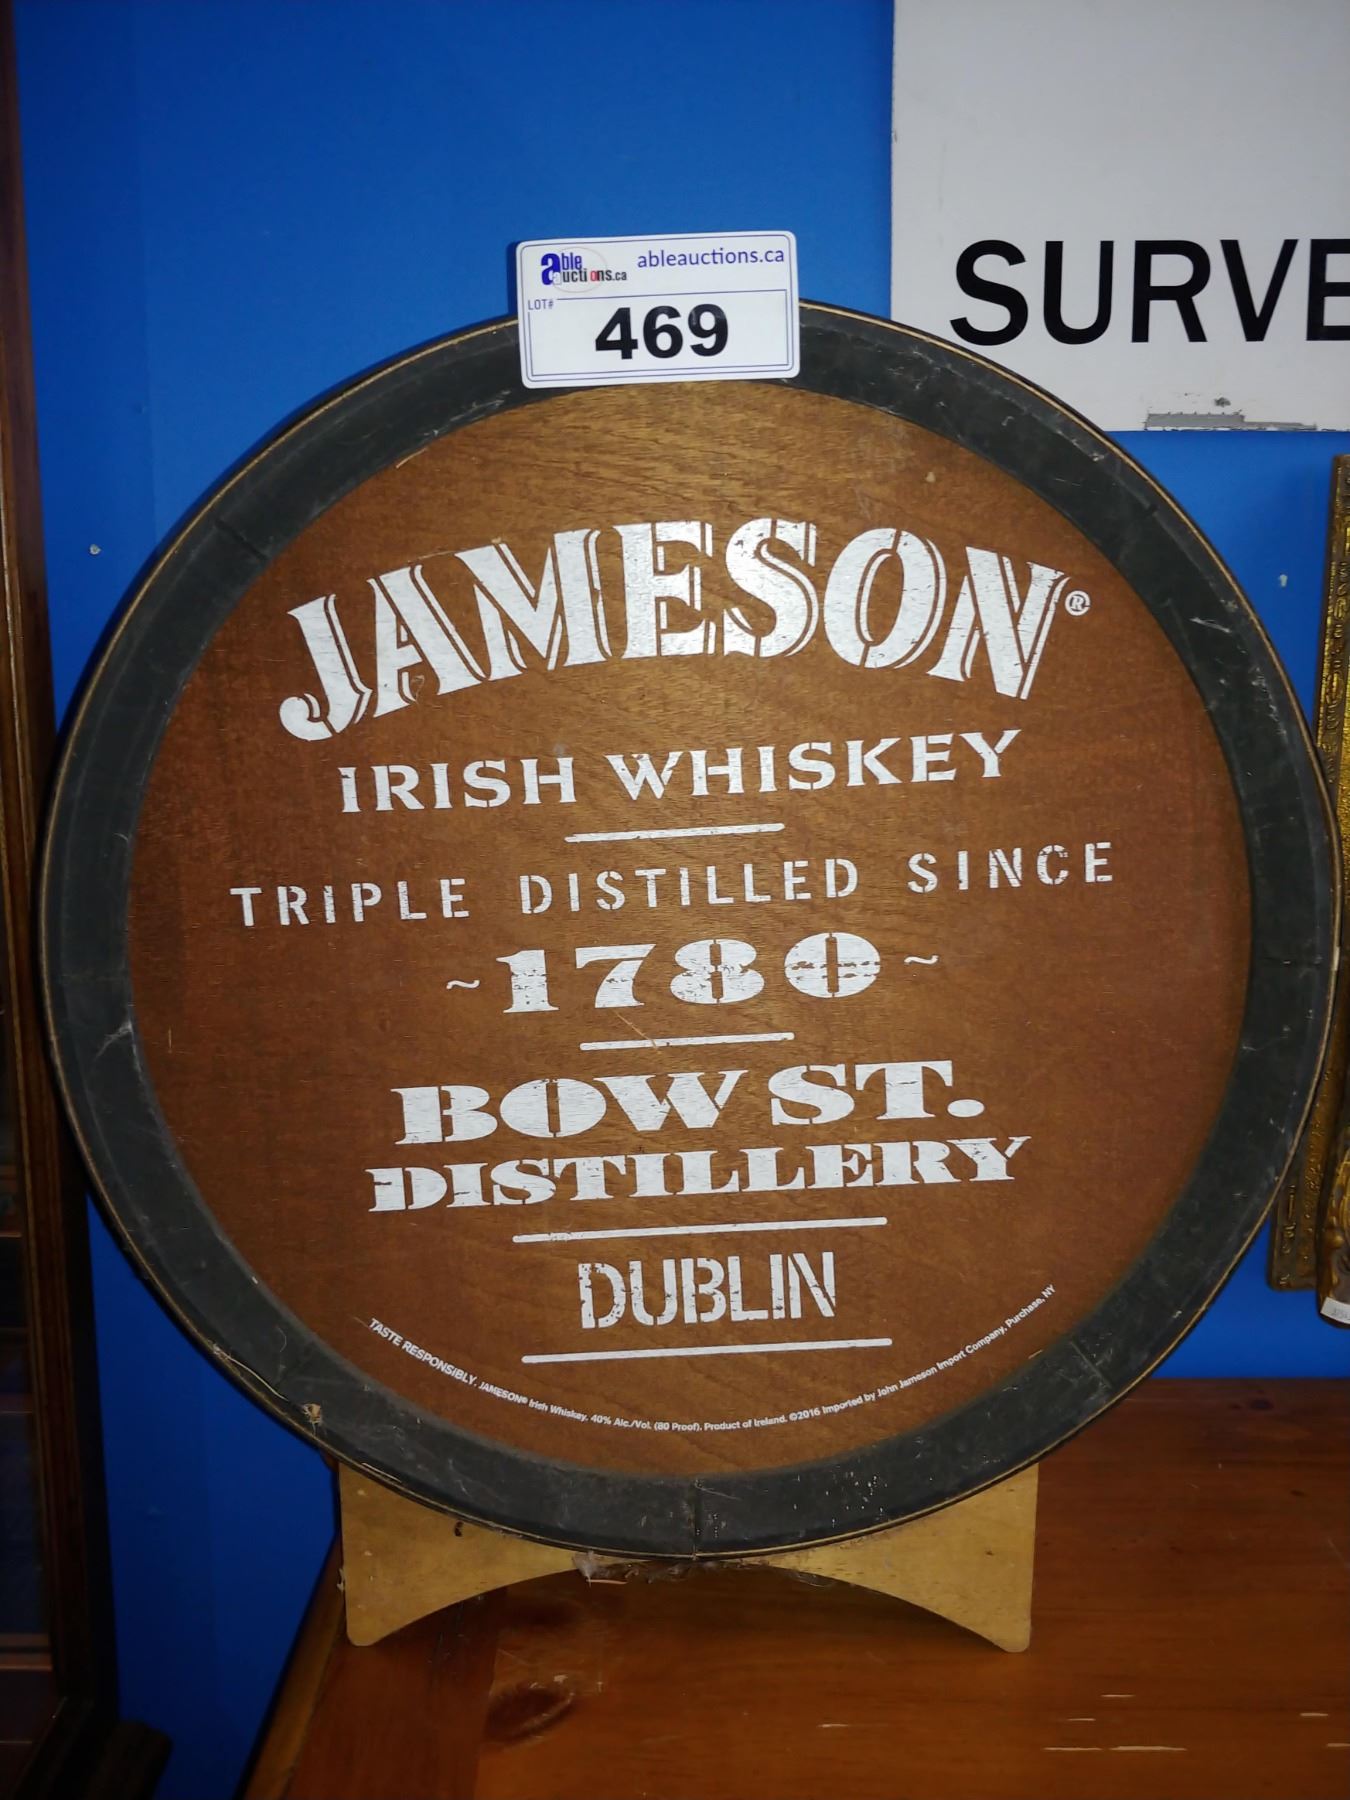 able auctions.ca
ableauctions.ca
LOT#
469
SURVE
JAMESON®
IRISH WHISKEY
TRIPLE DISTILLED SINCE
~1780~
BOW ST.
DISTILLERY
DUBLIN
TASTE RESPONSIBLY. JAMESON® Irish Whiskey. 40% Alc./Vol. (80 Proof). Product of Ireland. ©2016 Imported by John Jameson Import Company, Purchase, NY